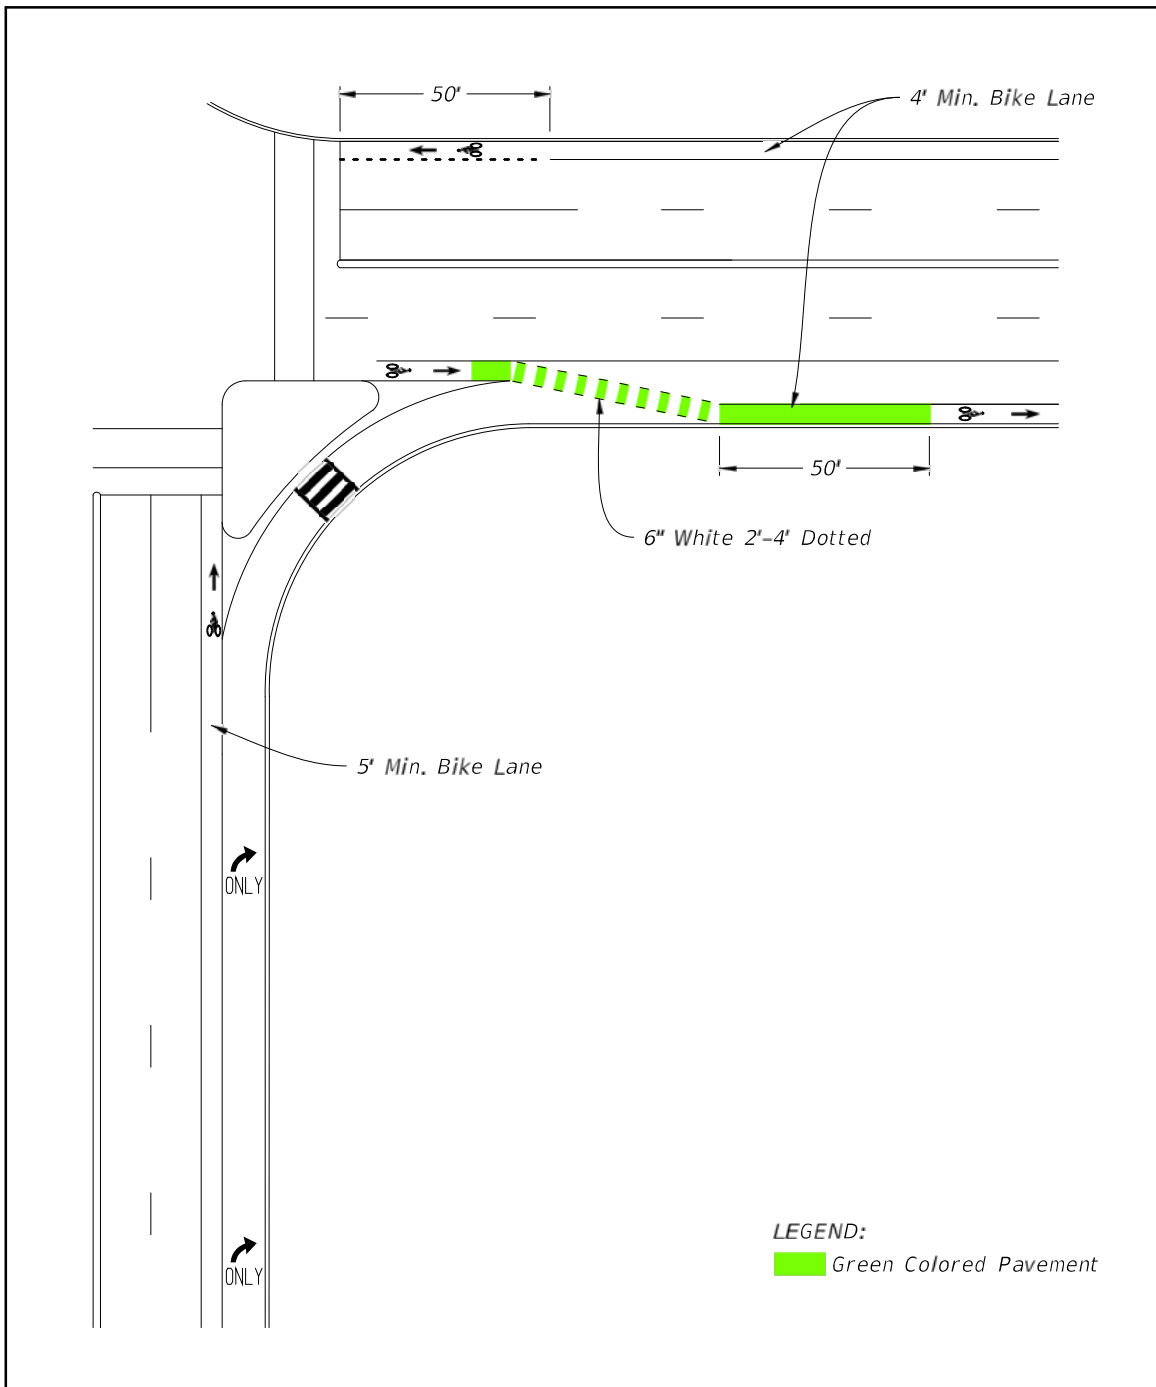 50'
4' Min. Bike Lane
50'
6" White 2'-4' Dotted
5' Min. Bike Lane
ONLY
LEGEND:
Green Colored Pavement
ONLY